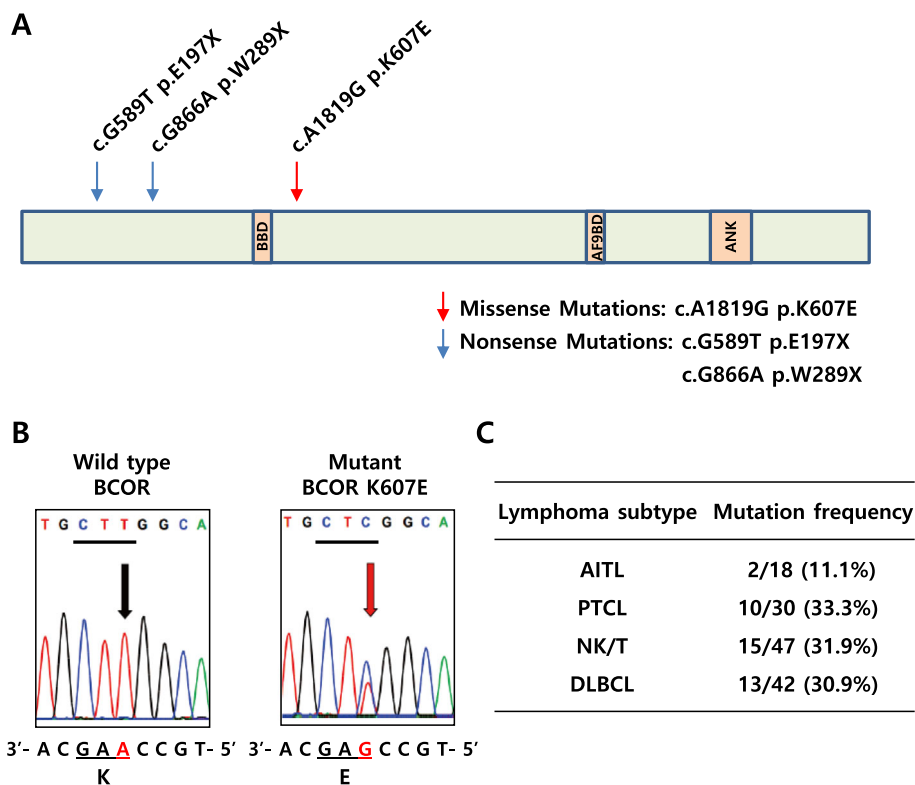 A
c.G589T p.E197X
c.G866A p.W289X
c.A1819G p.K607E
BBD
AF9BD
ANK
Missense Mutations: c.A1819G p.K607E
Nonsense Mutations: c.G589T p.E197X
c.G866A p.W289X
B
Wild type
BCOR
T G C T T G G C A
3’- A C G A A C C G T- 5’
K
Mutant
BCOR K607E
T G C T C G G C A
3’- A C G A G C C G T- 5’
E
C
Lymphoma subtype Mutation frequency
AITL 2/18 (11.1%)
PTCL 10/30 (33.3%)
NK/T 15/47 (31.9%)
DLBCL 13/42 (30.9%)